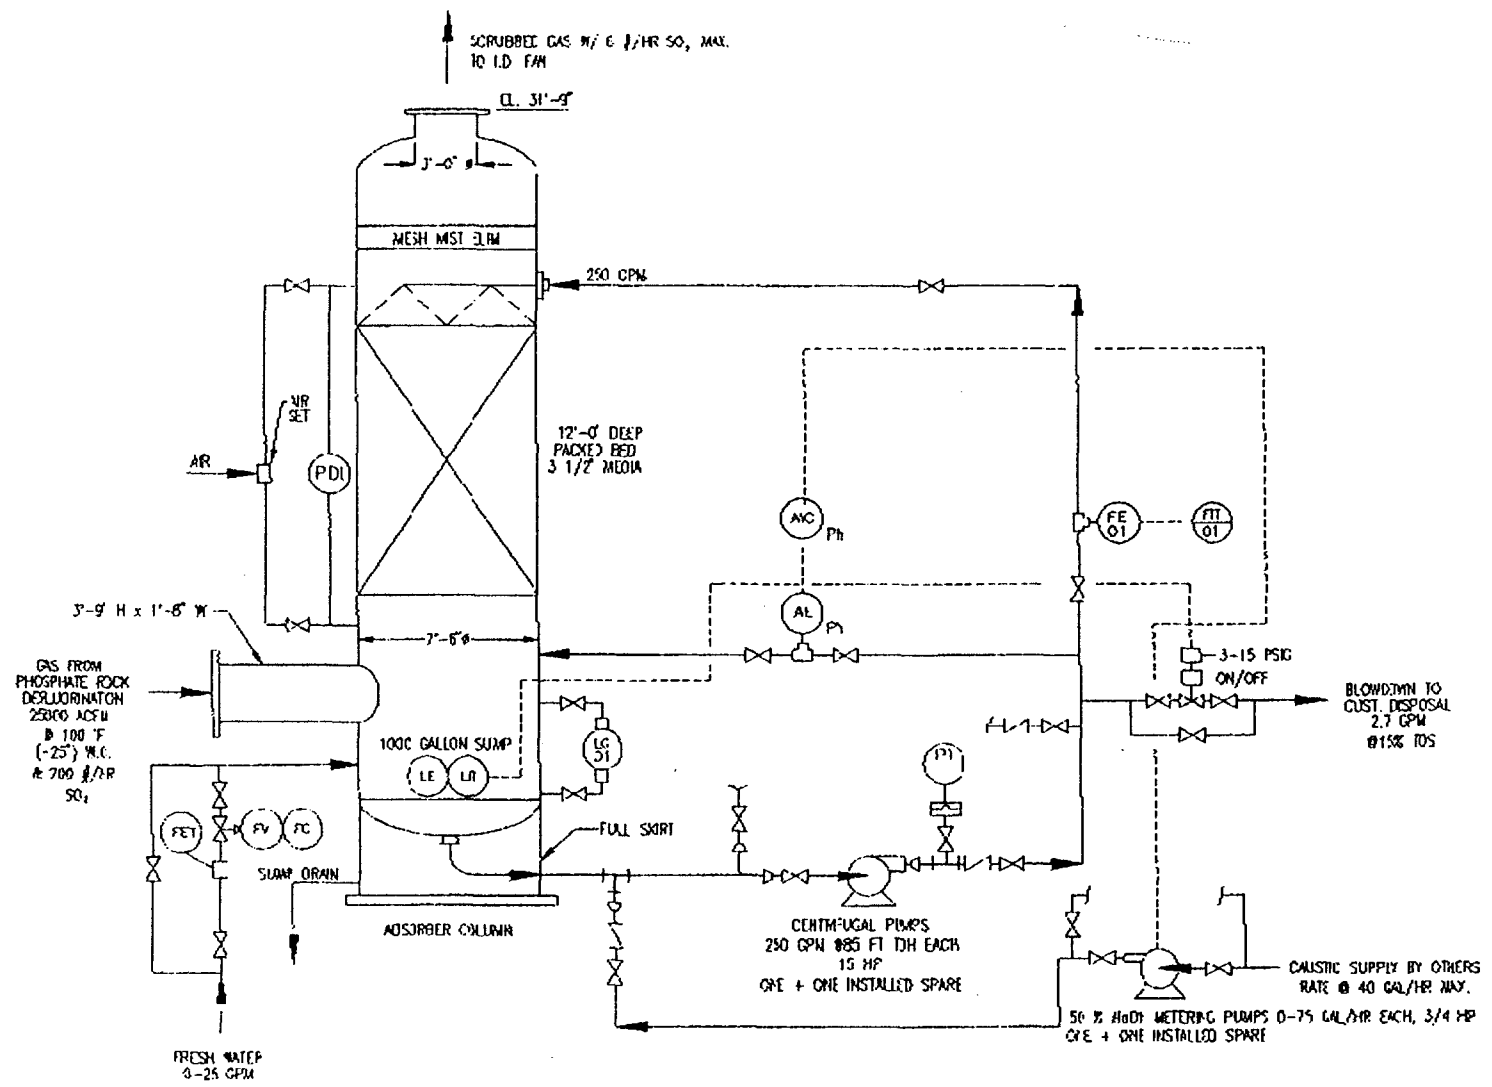 SCRUBBED GAS W/ 6 #/HR SO₂ MAX.
TO I.D FAN
EL. 31'-9"
3'-0" ø
MESH MIST ELIM
250 GPM
AIR
SET
AIR
PDI
12'-0" DEEP
PACKED BED
3 1/2" MEDIA
AIC
Ph
FE
01
FIT
01
3'-9" H x 1'-8" W
AE
7'-6" ø
3-15 PSIG
ON/OFF
GAS FROM
PHOSPHATE ROCK
DEFLUORINATION
25000 ACFM
@ 100 °F
(-25") W.C.
& 700 #/HR
SO₂
BLOWDOWN TO
CUST. DISPOSAL
2.7 GPM
@15% TDS
1000 GALLON SUMP
LE
LG
01
PI
FET
FV
FC
FULL SKIRT
SUMP DRAIN
ADSORBER COLUMN
CENTRIFUGAL PUMPS
250 GPM @85 FT TDH EACH
15 HP
ONE + ONE INSTALLED SPARE
CAUSTIC SUPPLY BY OTHERS
RATE @ 40 GAL/HR MAX.
50 % NaOH METERING PUMPS 0-75 GAL/HR EACH, 3/4 HP
ONE + ONE INSTALLED SPARE
FRESH WATER
0-25 GPM